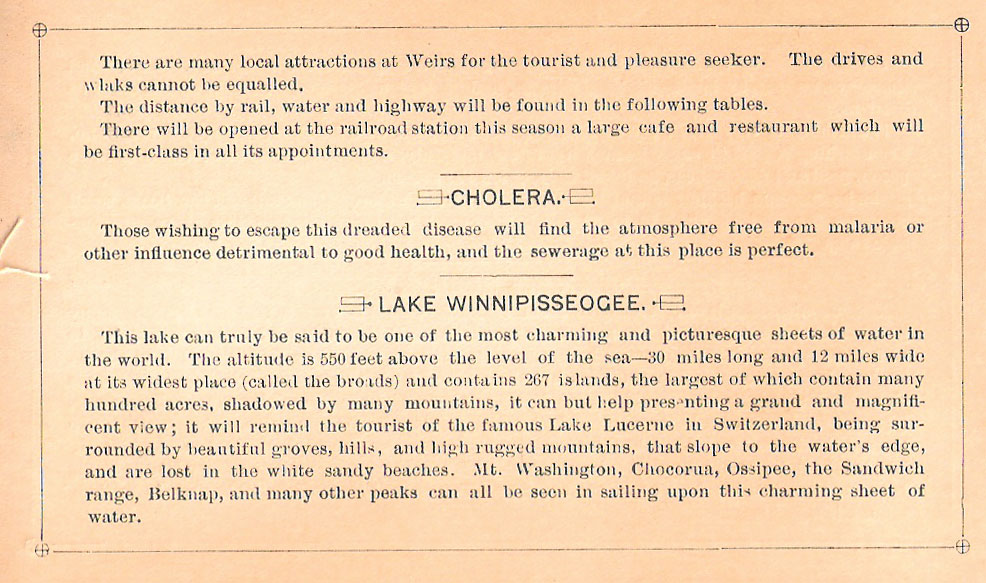 There are many local attractions at Weirs for the tourist and pleasure seeker. The drives and
wlaks cannot be equalled.
The distance by rail, water and highway will be found in the following tables.
There will be opened at the railroad station this season a large cafe and restaurant which will
be first-class in all its appointments.
CHOLERA.
Those wishing to escape this dreaded disease will find the atmosphere free from malaria or
other influence detrimental to good health, and the sewerage at this place is perfect.
LAKE WINNIPISSEOGEE.
This lake can truly be said to be one of the most charming and picturesque sheets of water in
the world. The altitude is 550 feet above the level of the sea—30 miles long and 12 miles wide
at its widest place (called the broads) and contains 267 islands, the largest of which contain many
hundred acres, shadowed by many mountains, it can but help presenting a grand and magnifi-
cent view; it will remind the tourist of the famous Lake Lucerne in Switzerland, being sur-
rounded by beautiful groves, hills, and high rugged mountains, that slope to the water's edge,
and are lost in the white sandy beaches. Mt. Washington, Chocorua, Ossipee, the Sandwich
range, Belknap, and many other peaks can all be seen in sailing upon this charming sheet of
water.